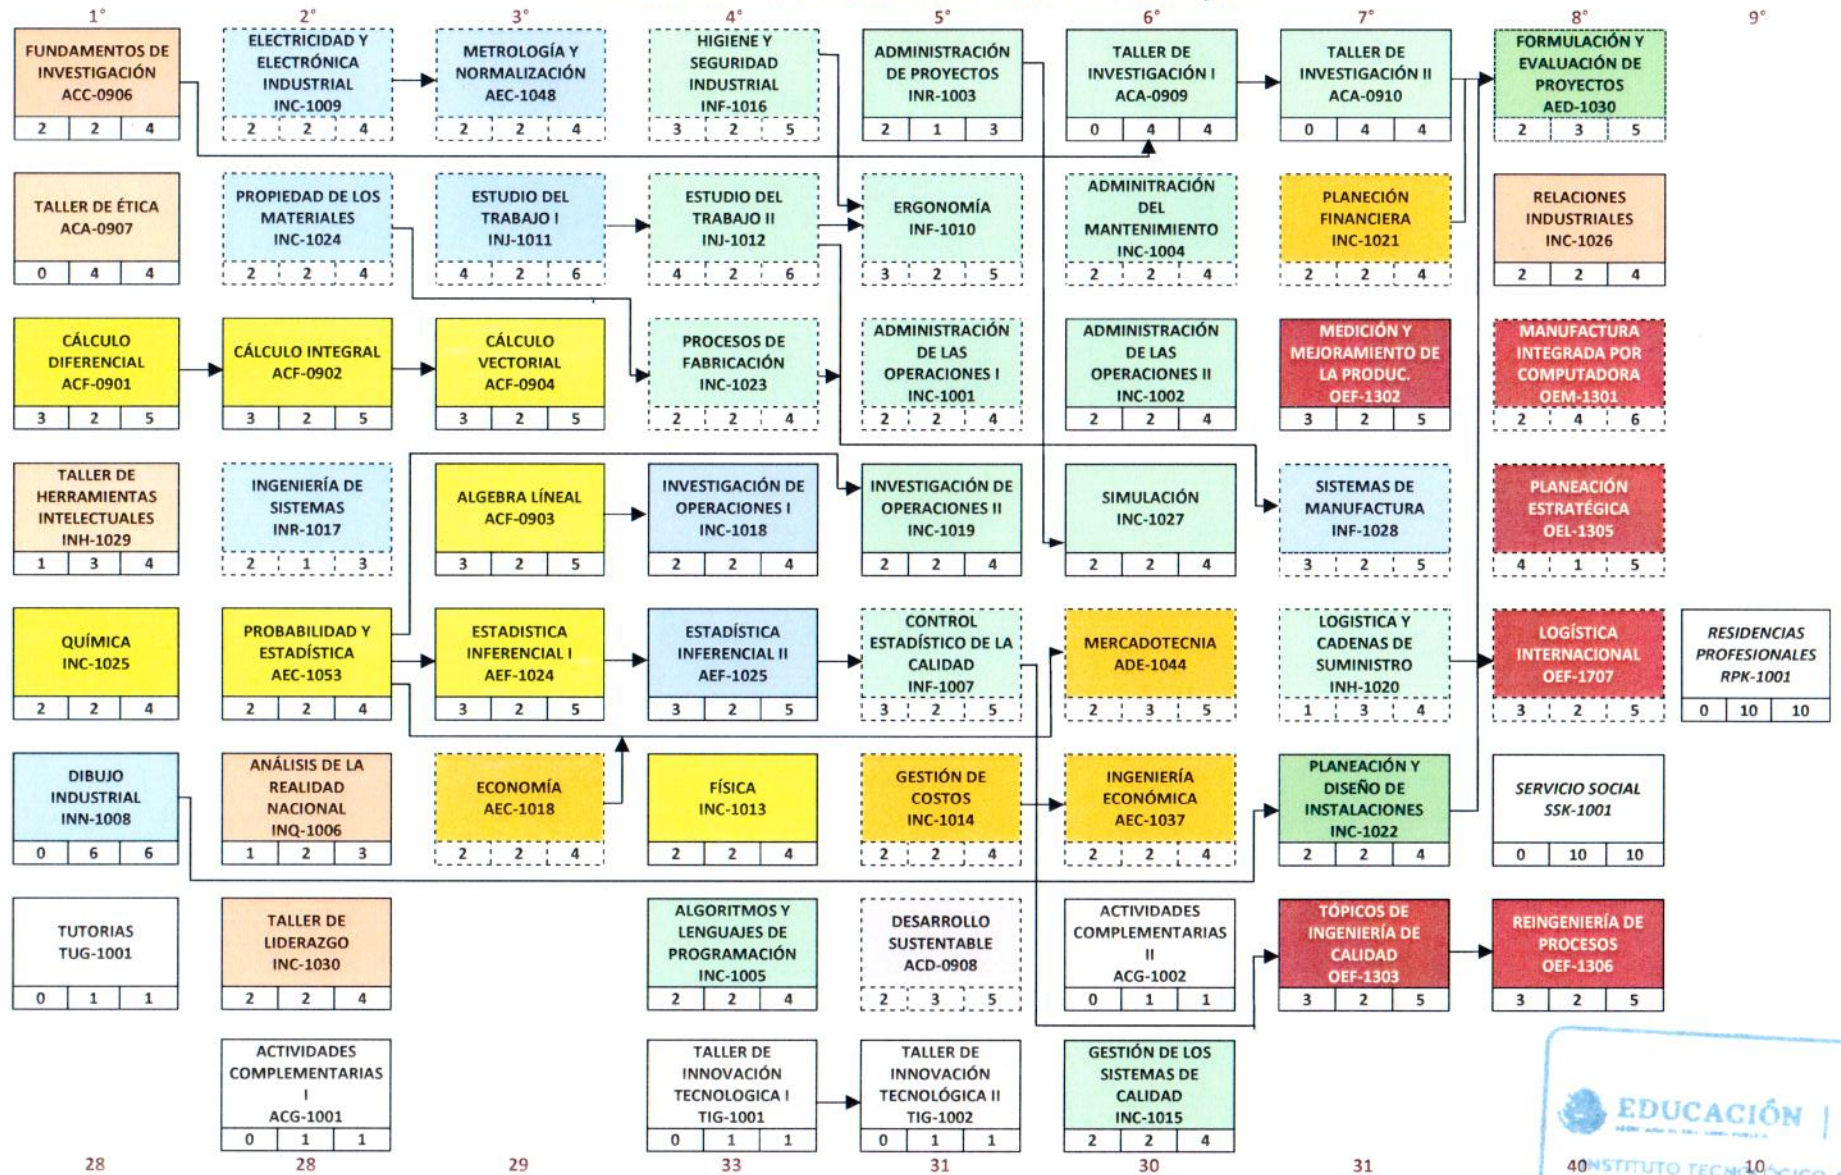 1°
2°
3°
4°
5°
6°
7°
8°
9°
FUNDAMENTOS DE
INVESTIGACIÓN
ACC-0906
2 2 4
ELECTRICIDAD Y
ELECTRÓNICA
INDUSTRIAL
INC-1009
2 2 4
METROLOGÍA Y
NORMALIZACIÓN
AEC-1048
2 2 4
HIGIENE Y
SEGURIDAD
INDUSTRIAL
INF-1016
3 2 5
ADMINISTRACIÓN
DE PROYECTOS
INR-1003
2 1 3
TALLER DE
INVESTIGACIÓN I
ACA-0909
0 4 4
TALLER DE
INVESTIGACIÓN II
ACA-0910
0 4 4
FORMULACIÓN Y
EVALUACIÓN DE
PROYECTOS
AED-1030
2 3 5
TALLER DE ÉTICA
ACA-0907
0 4 4
PROPIEDAD DE LOS
MATERIALES
INC-1024
2 2 4
ESTUDIO DEL
TRABAJO I
INJ-1011
4 2 6
ESTUDIO DEL
TRABAJO II
INJ-1012
4 2 6
ERGONOMÍA
INF-1010
3 2 5
ADMINITRACIÓN
DEL
MANTENIMIENTO
INC-1004
2 2 4
PLANECIÓN
FINANCIERA
INC-1021
2 2 4
RELACIONES
INDUSTRIALES
INC-1026
2 2 4
CÁLCULO
DIFERENCIAL
ACF-0901
3 2 5
CÁLCULO INTEGRAL
ACF-0902
3 2 5
CÁLCULO
VECTORIAL
ACF-0904
3 2 5
PROCESOS DE
FABRICACIÓN
INC-1023
2 2 4
ADMINISTRACIÓN
DE LAS
OPERACIONES I
INC-1001
2 2 4
ADMINISTRACIÓN
DE LAS
OPERACIONES II
INC-1002
2 2 4
MEDICIÓN Y
MEJORAMIENTO DE
LA PRODUC.
OEF-1302
3 2 5
MANUFACTURA
INTEGRADA POR
COMPUTADORA
OEM-1301
2 4 6
TALLER DE
HERRAMIENTAS
INTELECTUALES
INH-1029
1 3 4
INGENIERÍA DE
SISTEMAS
INR-1017
2 1 3
ALGEBRA LÍNEAL
ACF-0903
3 2 5
INVESTIGACIÓN DE
OPERACIONES I
INC-1018
2 2 4
INVESTIGACIÓN DE
OPERACIONES II
INC-1019
2 2 4
SIMULACIÓN
INC-1027
2 2 4
SISTEMAS DE
MANUFACTURA
INF-1028
3 2 5
PLANEACIÓN
ESTRATÉGICA
OEL-1305
4 1 5
QUÍMICA
INC-1025
2 2 4
PROBABILIDAD Y
ESTADÍSTICA
AEC-1053
2 2 4
ESTADISTICA
INFERENCIAL I
AEF-1024
3 2 5
ESTADÍSTICA
INFERENCIAL II
AEF-1025
3 2 5
CONTROL
ESTADÍSTICO DE LA
CALIDAD
INF-1007
3 2 5
MERCADOTECNIA
ADE-1044
2 3 5
LOGISTICA Y
CADENAS DE
SUMINISTRO
INH-1020
1 3 4
LOGÍSTICA
INTERNACIONAL
OEF-1707
3 2 5
RESIDENCIAS
PROFESIONALES
RPK-1001
0 10 10
DIBUJO
INDUSTRIAL
INN-1008
0 6 6
ANÁLISIS DE LA
REALIDAD
NACIONAL
INQ-1006
1 2 3
ECONOMÍA
AEC-1018
2 2 4
FÍSICA
INC-1013
2 2 4
GESTIÓN DE
COSTOS
INC-1014
2 2 4
INGENIERÍA
ECONÓMICA
AEC-1037
2 2 4
PLANEACIÓN Y
DISEÑO DE
INSTALACIONES
INC-1022
2 2 4
SERVICIO SOCIAL
SSK-1001
0 10 10
TUTORIAS
TUG-1001
0 1 1
TALLER DE
LIDERAZGO
INC-1030
2 2 4
ALGORITMOS Y
LENGUAJES DE
PROGRAMACIÓN
INC-1005
2 2 4
DESARROLLO
SUSTENTABLE
ACD-0908
2 3 5
ACTIVIDADES
COMPLEMENTARIAS
II
ACG-1002
0 1 1
TÓPICOS DE
INGENIERÍA DE
CALIDAD
OEF-1303
3 2 5
REINGENIERÍA DE
PROCESOS
OEF-1306
3 2 5
ACTIVIDADES
COMPLEMENTARIAS
I
ACG-1001
0 1 1
TALLER DE
INNOVACIÓN
TECNOLOGICA I
TIG-1001
0 1 1
TALLER DE
INNOVACIÓN
TECNOLÓGICA II
TIG-1002
0 1 1
GESTIÓN DE LOS
SISTEMAS DE
CALIDAD
INC-1015
2 2 4
EDUCACIÓN
INSTITUTO TECNOLÓGICO
28
28
29
33
31
30
31
40
10